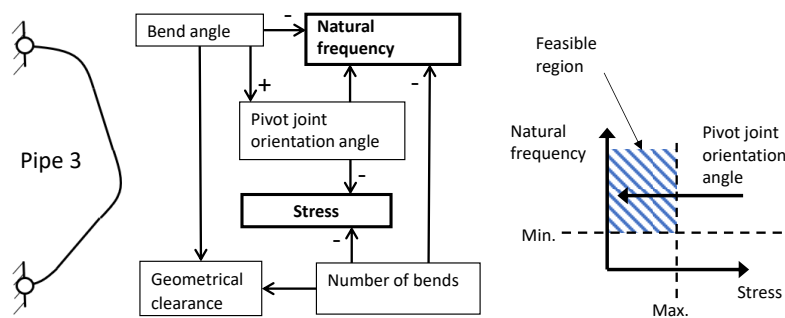 Pipe 3
Bend angle
-
Natural
frequency
+
-
Pivot joint
orientation angle
-
Stress
-
Geometrical
clearance
Number of bends
Feasible
region
Natural
frequency
Pivot joint
orientation
angle
Min.
Max.
Stress